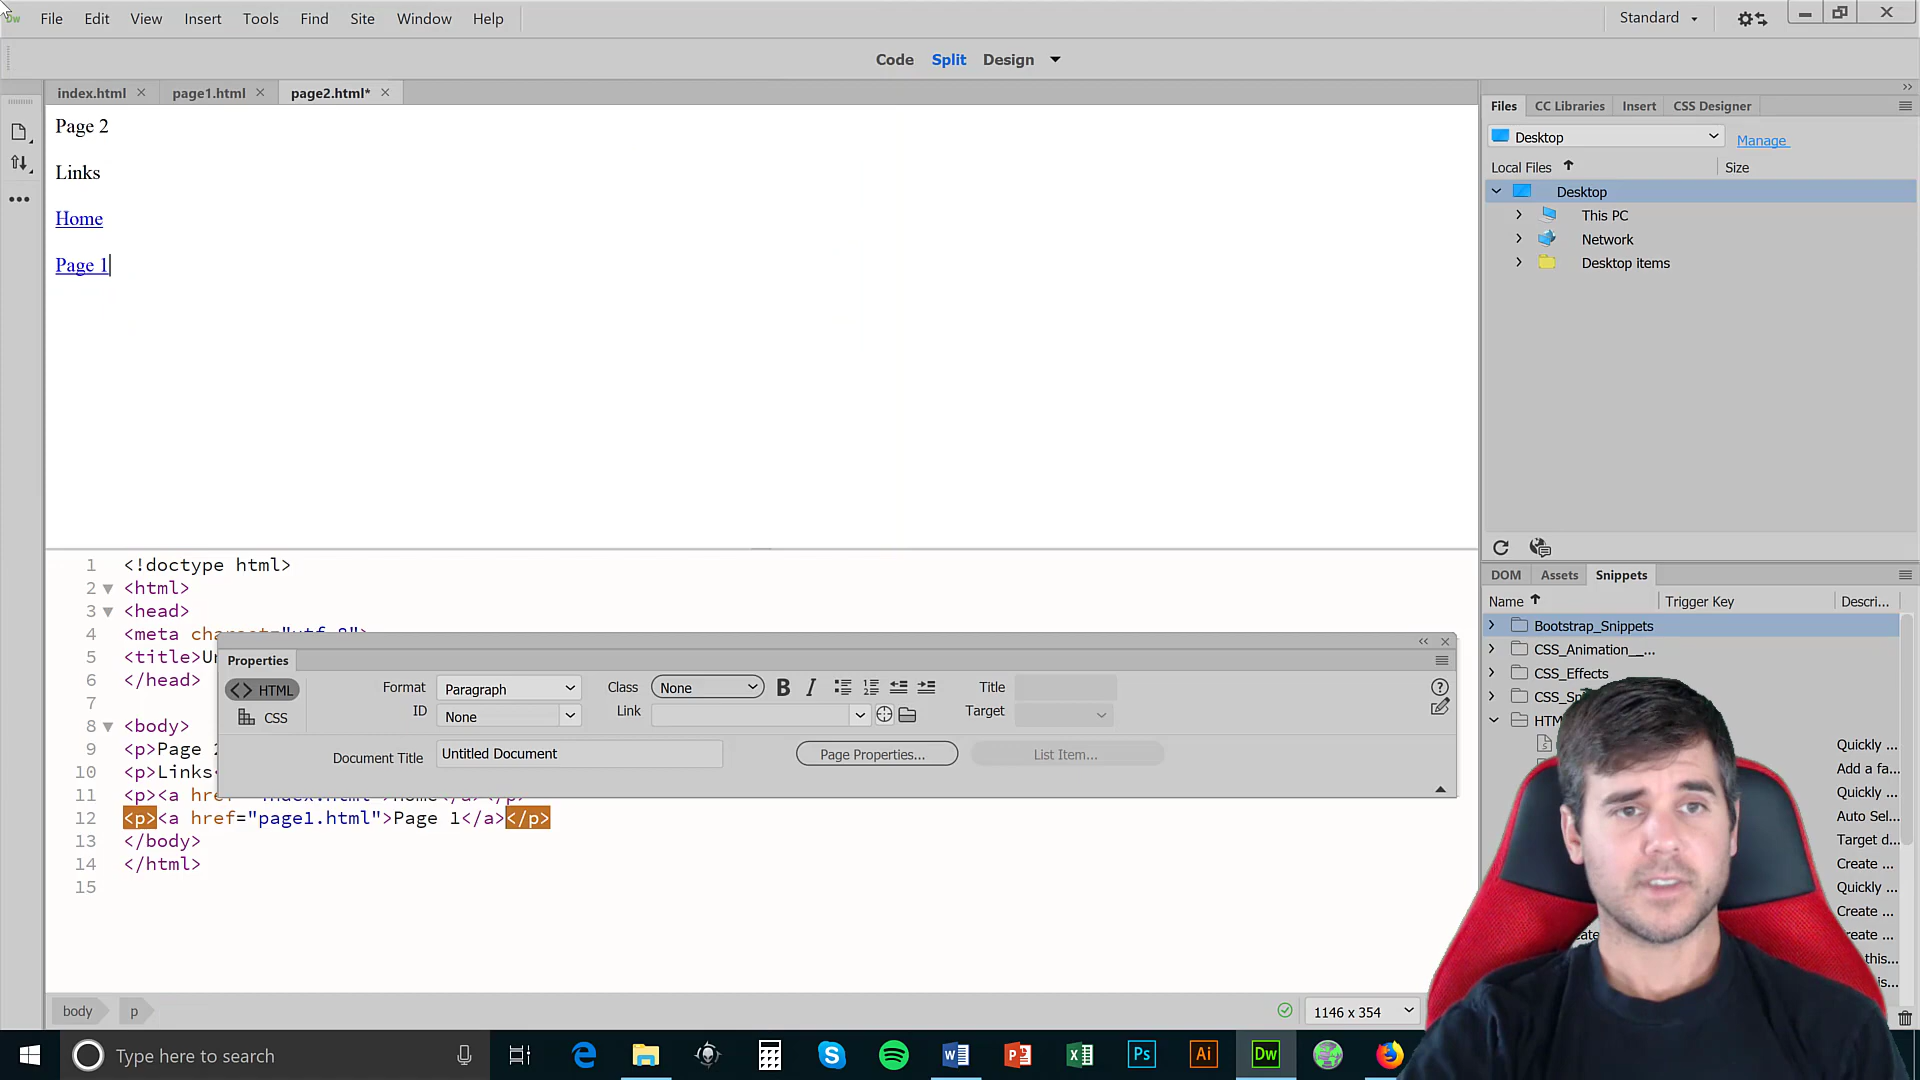 Dw File Edit View Insert Tools Find Site Window Help Standard
Code Split Design
index.html page1.html page2.html*
Page 2
Links
Home
Page 1
Files CC Libraries Insert CSS Designer
Desktop Manage
Local Files Size
Desktop
This PC
Network
Desktop items
DOM Assets Snippets
Name Trigger Key Descri...
Bootstrap_Snippets
CSS_Animation__...
CSS_Effects
Quickly ...
Add a fa...
Quickly ...
Auto Sel...
Target d...
Create ...
Quickly ...
Create ...
1 <!doctype html>
2 <html>
3 <head>
4 <meta
5 <title>
6 </head>
7
8 <body>
9 <p>Page
10 <p>Links
11 <p><a
12 <p><a href="page1.html">Page 1</a></p>
13 </body>
14 </html>
15
Properties
HTML Format Paragraph Class None B I Title
CSS ID None Link Target
Document Title Untitled Document Page Properties... List Item...
body p 1146 x 354
Type here to search Ps Ai Dw